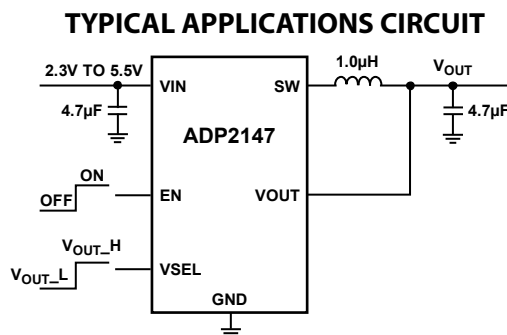 TYPICAL APPLICATIONS CIRCUIT
2.3V TO 5.5V
4.7µF
VIN
SW
1.0µH
VOUT
4.7µF
ADP2147
ON
OFF
EN
VOUT
VOUT_H
VOUT_L
VSEL
GND